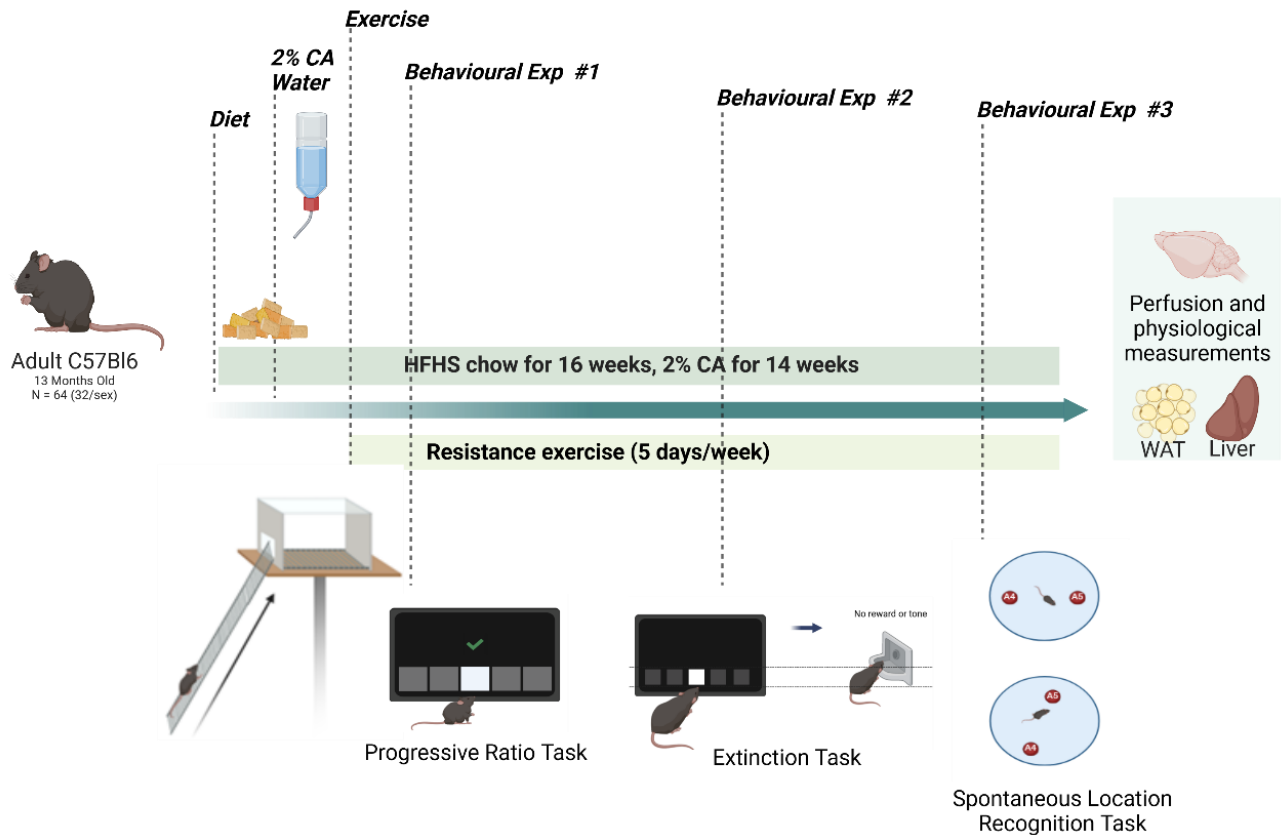 Exercise
2% CA
Water
Behavioural Exp #1
Behavioural Exp #2
Behavioural Exp #3
Diet
Adult C57Bl6
13 Months Old
N = 64 (32/sex)
HFHS chow for 16 weeks, 2% CA for 14 weeks
Resistance exercise (5 days/week)
Perfusion and
physiological
measurements
WAT
Liver
No reward or tone
A4
A5
A5
A4
Progressive Ratio Task
Extinction Task
Spontaneous Location
Recognition Task